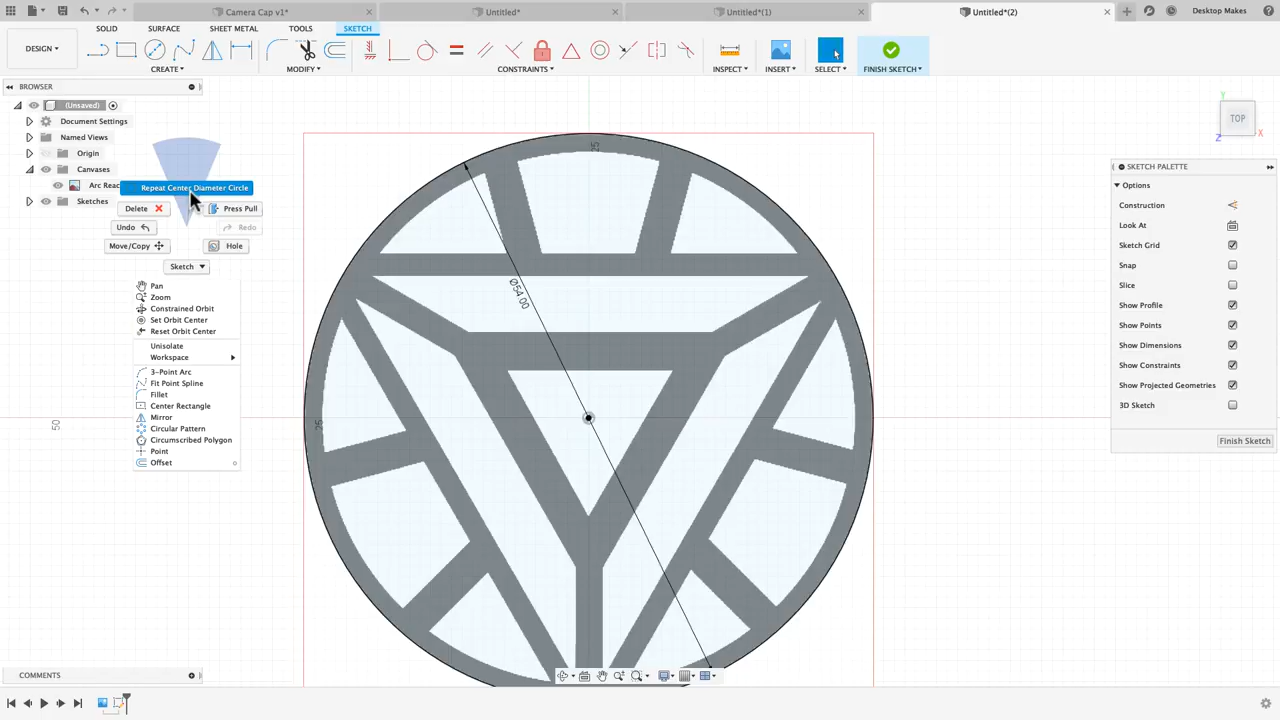 Camera Cap v1*
Untitled*
Untitled*(1)
Untitled*(2)
Desktop Makes
DESIGN
SOLID
SURFACE
SHEET METAL
TOOLS
SKETCH
CREATE
MODIFY
CONSTRAINTS
INSPECT
INSERT
SELECT
FINISH SKETCH
BROWSER
(Unsaved)
Document Settings
Named Views
Origin
Canvases
Arc Reac
Sketches
Repeat Center Diameter Circle
Delete
Press Pull
Undo
Redo
Move/Copy
Hole
Sketch
Pan
Zoom
Constrained Orbit
Set Orbit Center
Reset Orbit Center
Unisolate
Workspace
3-Point Arc
Fit Point Spline
Fillet
Center Rectangle
Mirror
Circular Pattern
Circumscribed Polygon
Point
Offset
25
Ø54.00
25
50
TOP
Y
X
Z
SKETCH PALETTE
Options
Construction
Look At
Sketch Grid
Snap
Slice
Show Profile
Show Points
Show Dimensions
Show Constraints
Show Projected Geometries
3D Sketch
Finish Sketch
COMMENTS